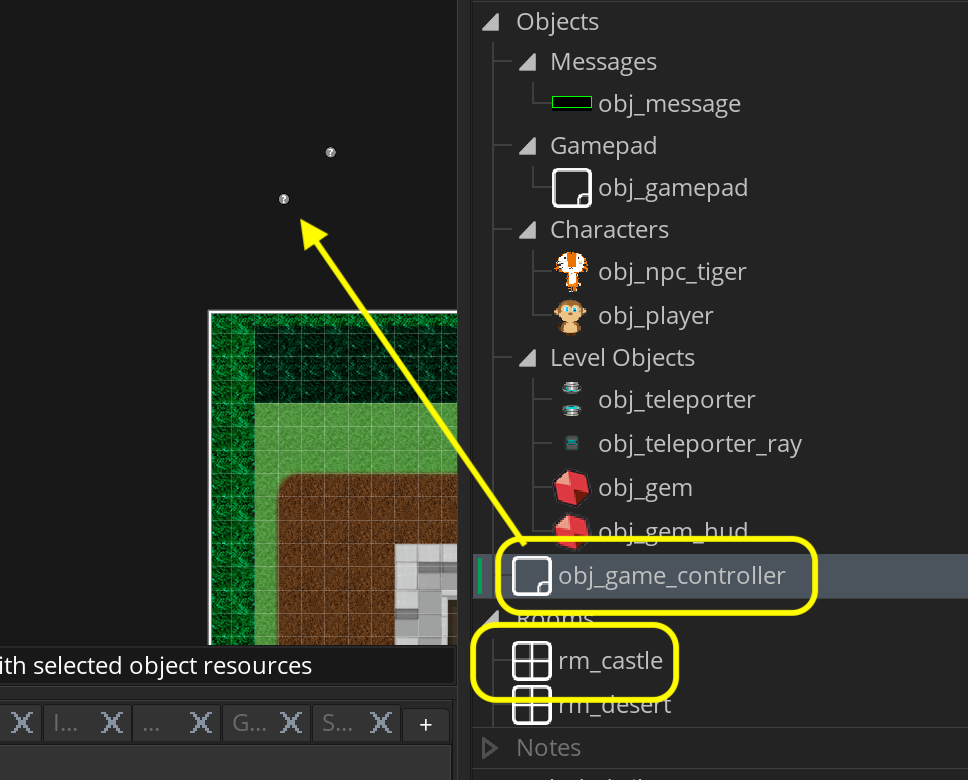 Objects
Messages
obj_message
Gamepad
obj_gamepad
Characters
obj_npc_tiger
obj_player
Level Objects
obj_teleporter
obj_teleporter_ray
obj_gem
obj_gem_hud
obj_game_controller
Rooms
rm_castle
rm_desert
Notes
ith selected object resources
I...
...
G...
S...
+
?
?